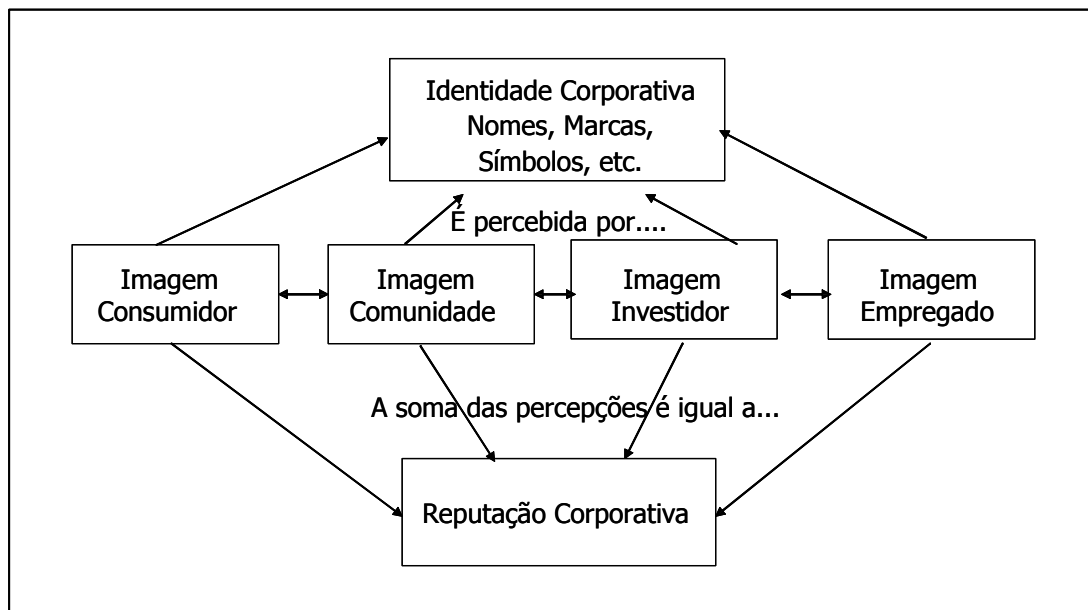 Identidade Corporativa
Nomes, Marcas,
Símbolos, etc.
É percebida por....
Imagem
Consumidor
Imagem
Comunidade
Imagem
Investidor
Imagem
Empregado
A soma das percepções é igual a...
Reputação Corporativa